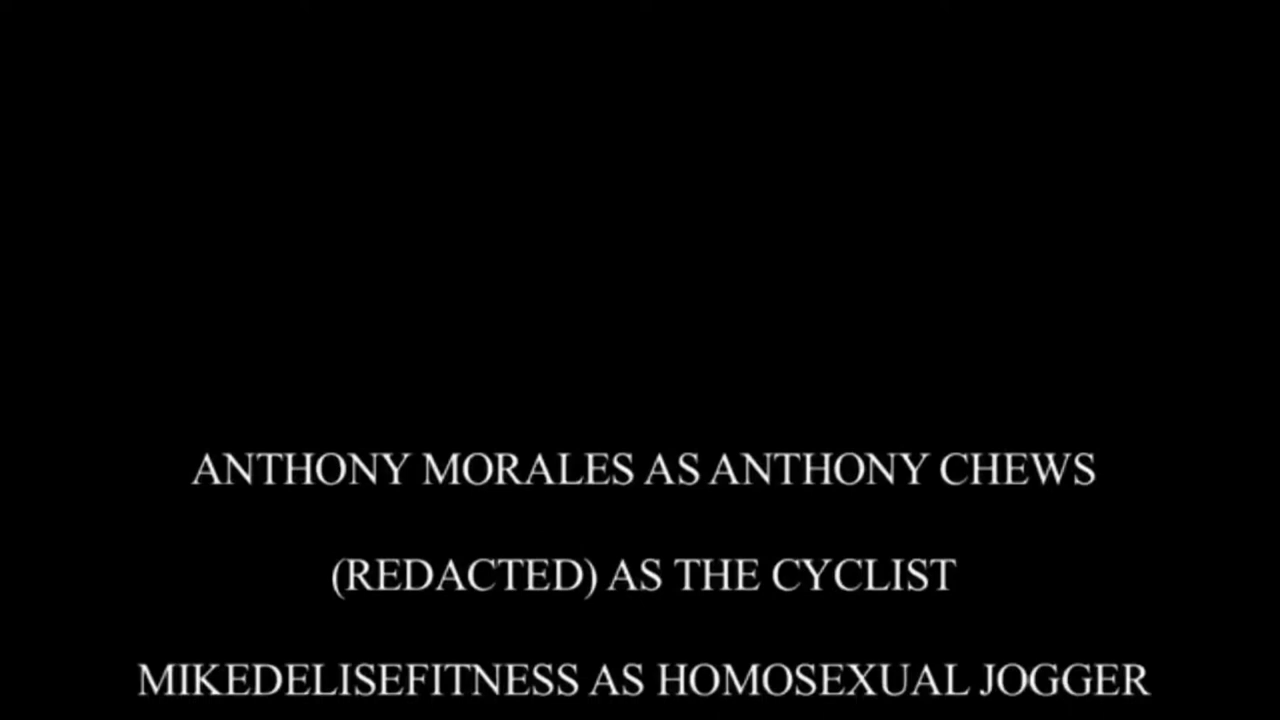 ANTHONY MORALES AS ANTHONY CHEWS
(REDACTED) AS THE CYCLIST
MIKEDELISEFITNESS AS HOMOSEXUAL JOGGER